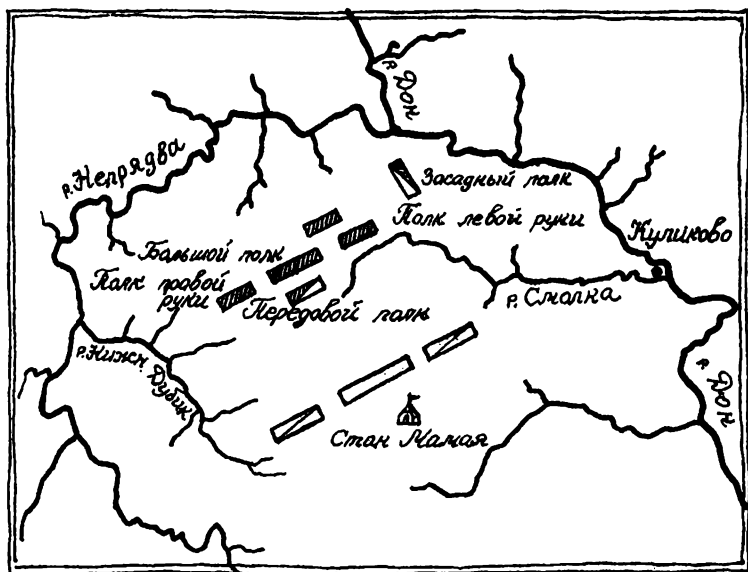 р. Дон
р. Непрядва
Засадный полк
Полк левой руки
Куликово
Большой полк
Полк правой
руки
Передовой полк
р. Смолка
р. Нижн. Дубик
р. Дон
Стан Мамая